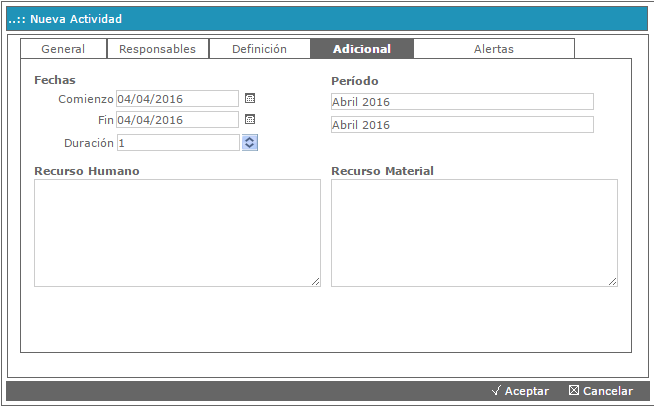 ..:: Nueva Actividad
General Responsables Definición Adicional Alertas
Fechas Período
Comienzo 04/04/2016 Abril 2016
Fin 04/04/2016 Abril 2016
Duración 1
Recurso Humano Recurso Material
Aceptar Cancelar